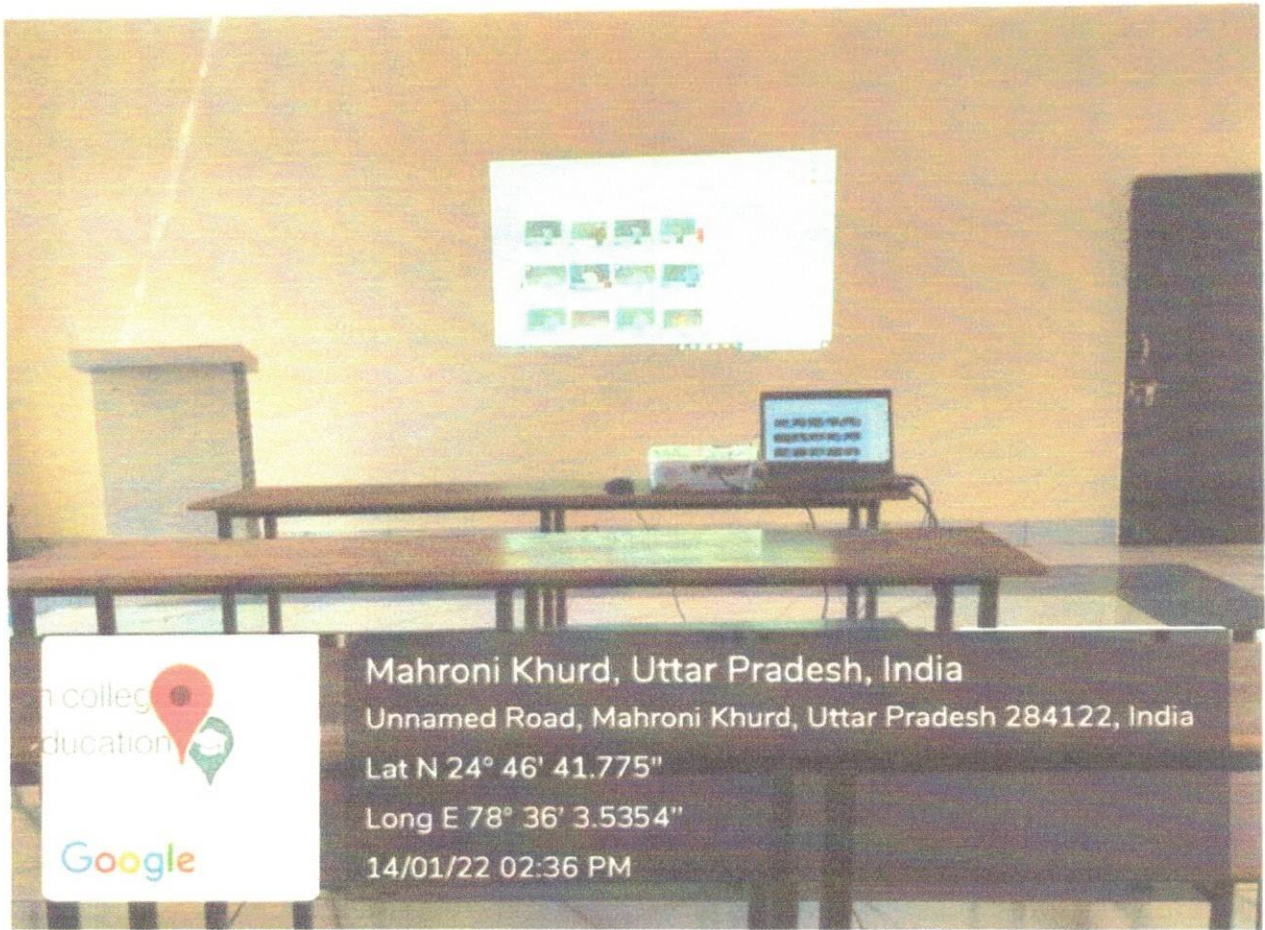 n colleg
ducation
Google
Mahroni Khurd, Uttar Pradesh, India
Unnamed Road, Mahroni Khurd, Uttar Pradesh 284122, India
Lat N 24° 46' 41.775"
Long E 78° 36' 3.5354"
14/01/22 02:36 PM